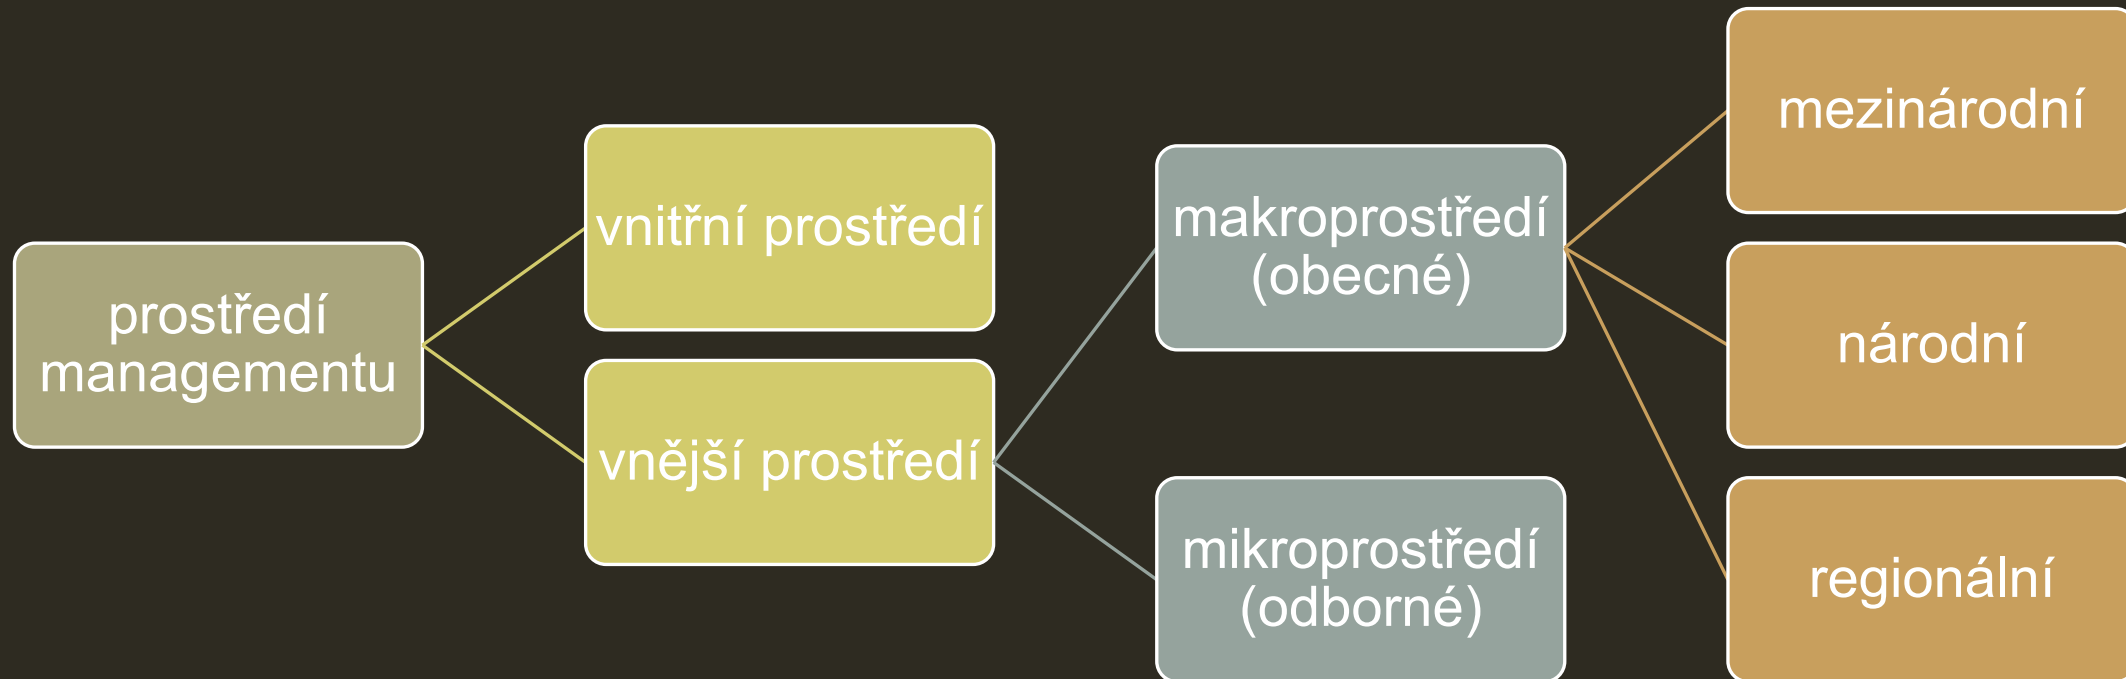 prostředí
managementu
vnitřní prostředí
vnější prostředí
makroprostředí
(obecné)
mikroprostředí
(odborné)
mezinárodní
národní
regionální